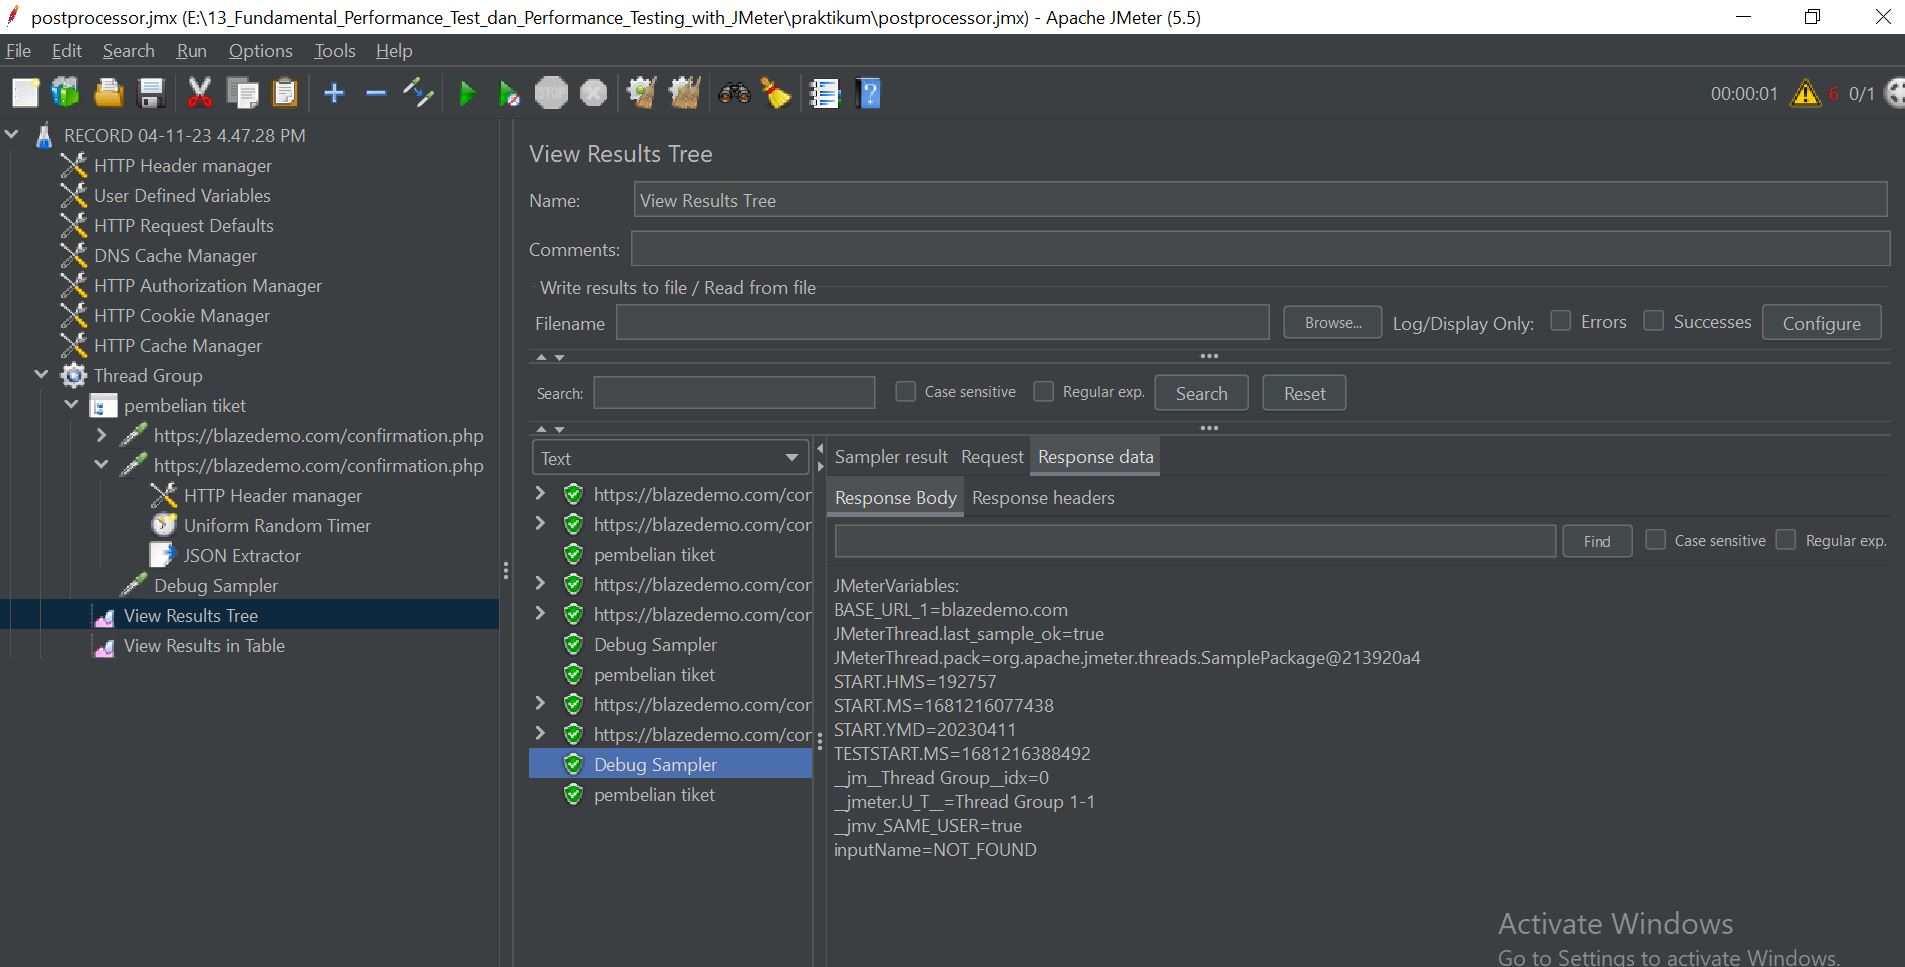 postprocessor.jmx (E:\13_Fundamental_Performance_Test_dan_Performance_Testing_with_JMeter\praktikum\postprocessor.jmx) - Apache JMeter (5.5)
File Edit Search Run Options Tools Help
STOP
00:00:01 6 0/1
RECORD 04-11-23 4.47.28 PM
HTTP Header manager
User Defined Variables
HTTP Request Defaults
DNS Cache Manager
HTTP Authorization Manager
HTTP Cookie Manager
HTTP Cache Manager
Thread Group
pembelian tiket
https://blazedemo.com/confirmation.php
https://blazedemo.com/confirmation.php
HTTP Header manager
Uniform Random Timer
JSON Extractor
Debug Sampler
View Results Tree
View Results in Table
View Results Tree
Name: View Results Tree
Comments:
Write results to file / Read from file
Filename Browse... Log/Display Only: Errors Successes Configure
Search: Case sensitive Regular exp. Search Reset
Text
https://blazedemo.com/cor
https://blazedemo.com/cor
pembelian tiket
https://blazedemo.com/cor
https://blazedemo.com/cor
Debug Sampler
pembelian tiket
https://blazedemo.com/cor
https://blazedemo.com/cor
Debug Sampler
pembelian tiket
Sampler result Request Response data
Response Body Response headers
Find Case sensitive Regular exp.
JMeterVariables:
BASE_URL_1=blazedemo.com
JMeterThread.last_sample_ok=true
JMeterThread.pack=org.apache.jmeter.threads.SamplePackage@213920a4
START.HMS=192757
START.MS=1681216077438
START.YMD=20230411
TESTSTART.MS=1681216388492
__jm__Thread Group__idx=0
__jmeter.U_T__=Thread Group 1-1
__jmv_SAME_USER=true
inputName=NOT_FOUND
Activate Windows
Go to Settings to activate Windows.